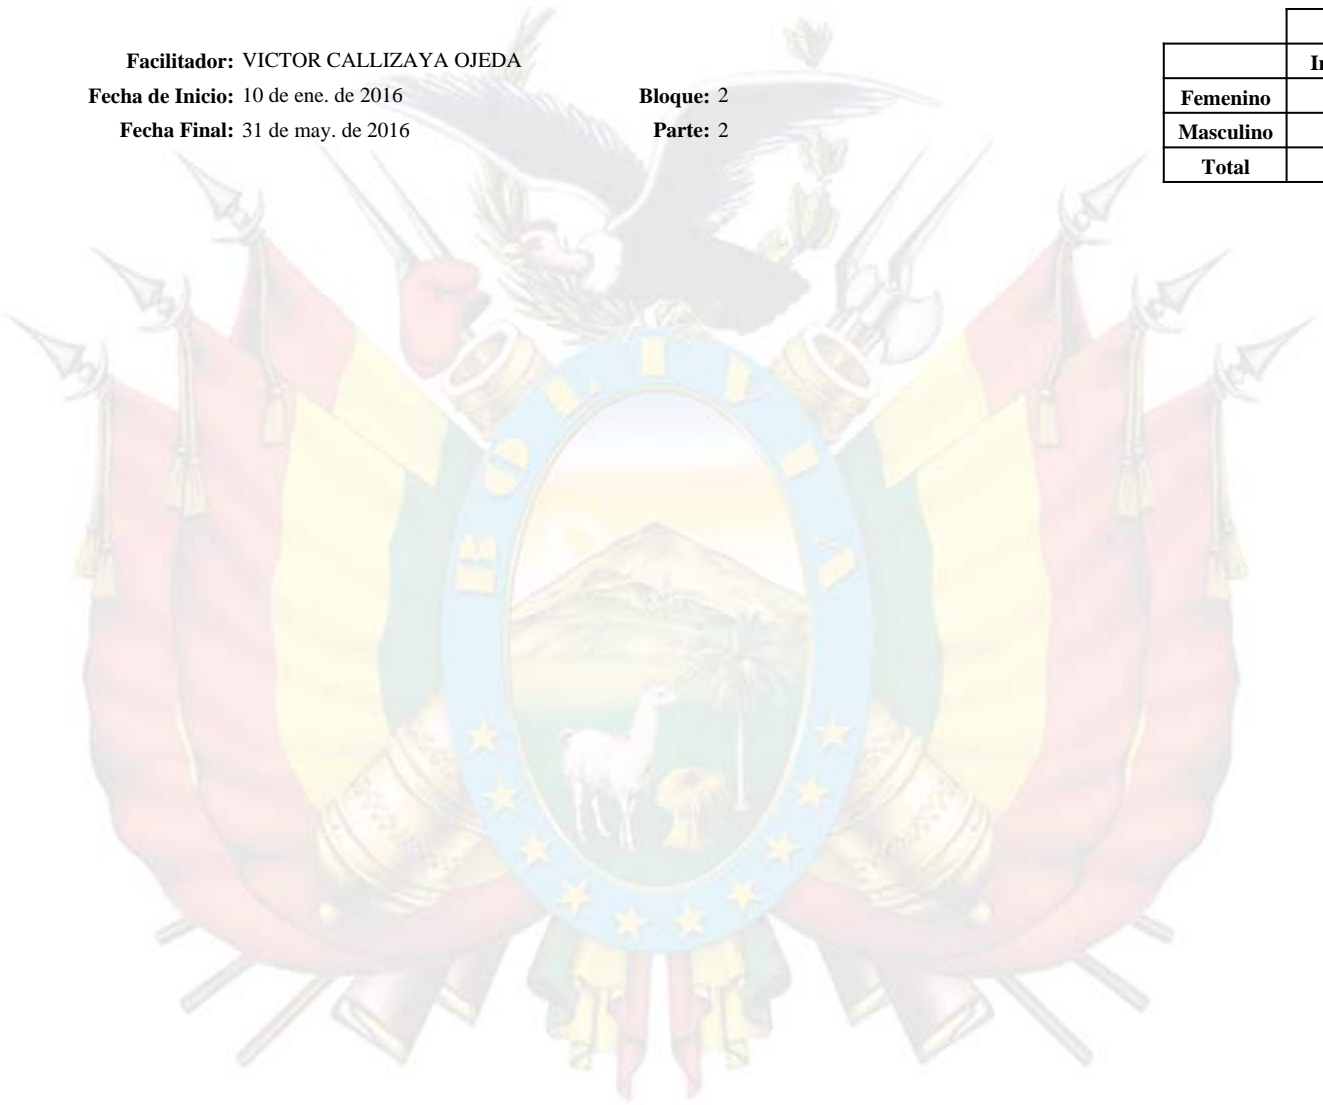 Facilitador: VICTOR CALLIZAYA OJEDA
Fecha de Inicio: 10 de ene. de 2016 Bloque: 2
Fecha Final: 31 de may. de 2016 Parte: 2
Femenino
Masculino
Total
BOLIVIA